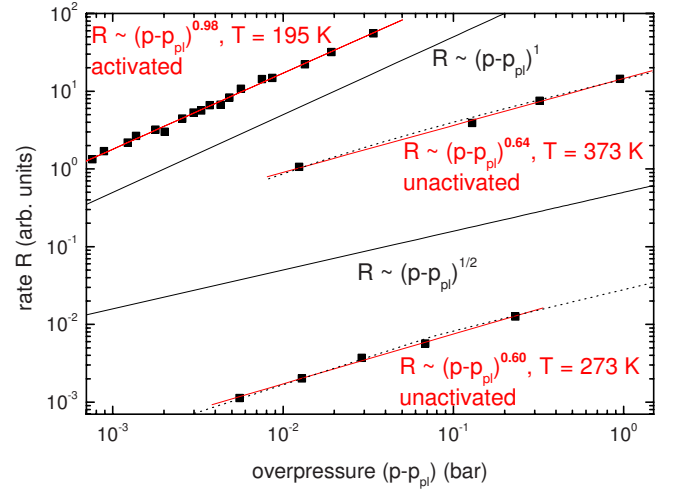 10^2
10^1
10^0
10^-1
10^-2
10^-3
rate R (arb. units)
R ~ (p-p_pl)^0.98, T = 195 K
activated
R ~ (p-p_pl)^1
R ~ (p-p_pl)^0.64, T = 373 K
unactivated
R ~ (p-p_pl)^1/2
R ~ (p-p_pl)^0.60, T = 273 K
unactivated
10^-3
10^-2
10^-1
10^0
overpressure (p-p_pl) (bar)